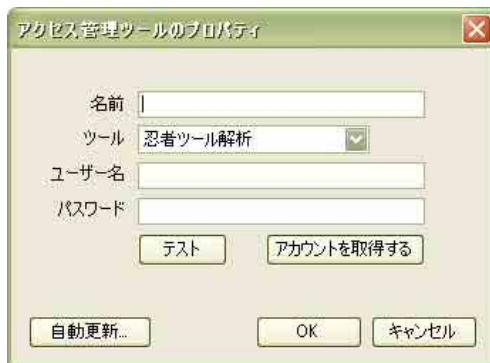 アクセス管理ツールのプロパティ
名前
ツール 忍者ツール解析
ユーザー名
パスワード
テスト アカウントを取得する
自動更新... OK キャンセル